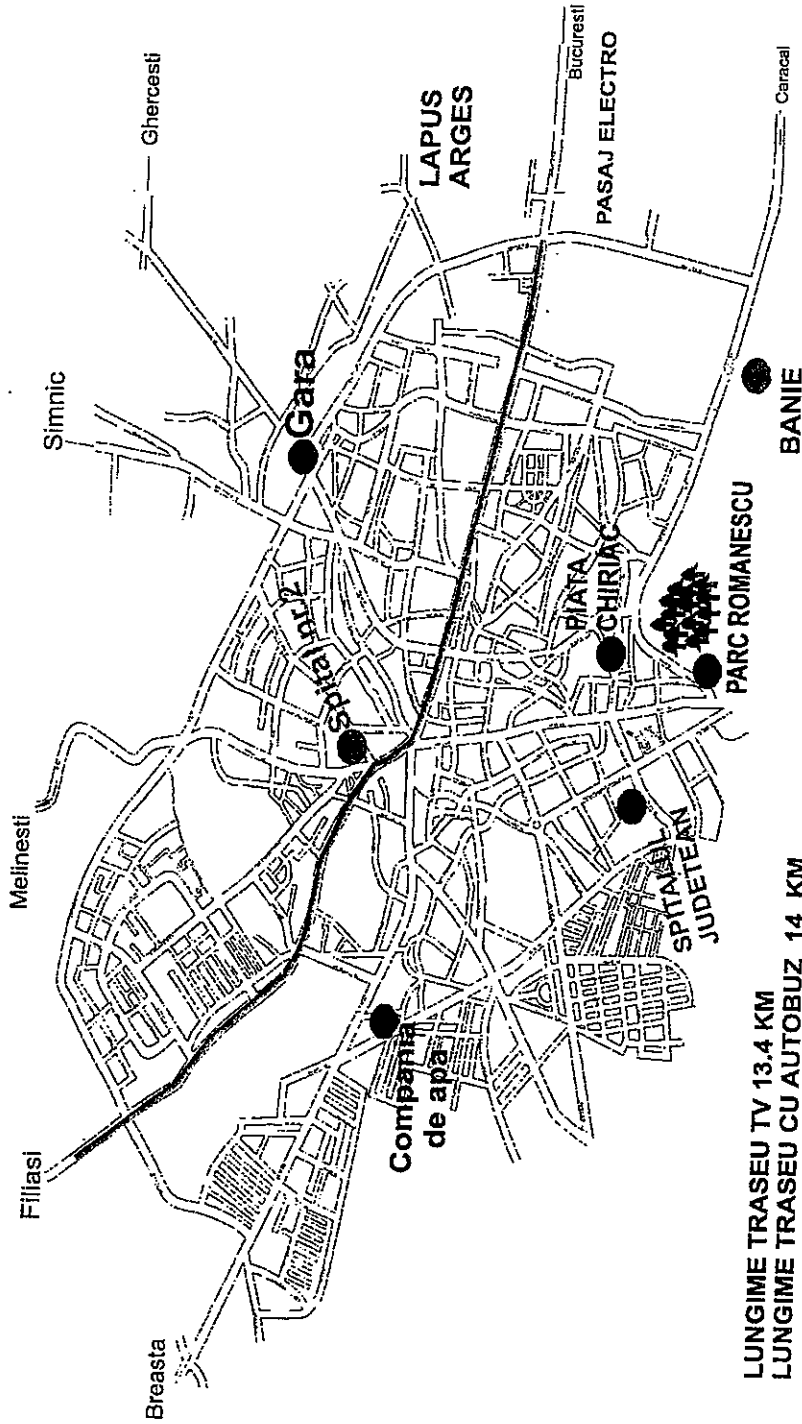 Ghercesti
Simnic
Melinesti
Filiasi
Breasta
Gara
LAPUS
ARGES
Bucuresti
PASAJ ELECTRO
Caracal
Spital nr.2
PIATA
CHIRIAC
PARC ROMANESCU
BANIE
SPITALUL
JUDETEAN
Compania
de apa
LUNGIME TRASEU TV 13.4 KM
LUNGIME TRASEU CU AUTOBUZ 14 KM